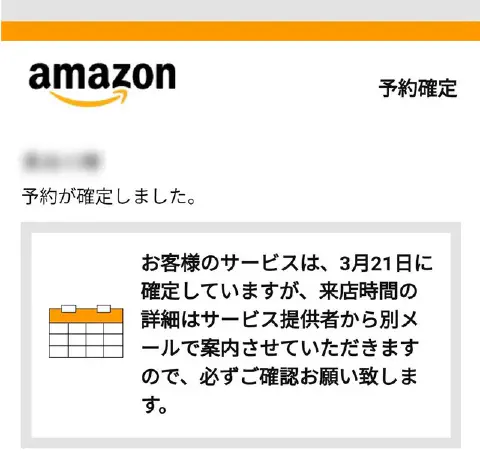 amazon
予約確定
予約が確定しました。
お客様のサービスは、3月21日に
確定していますが、来店時間の
詳細はサービス提供者から別メ
ールで案内させていただきます
ので、必ずご確認お願い致しま
す。